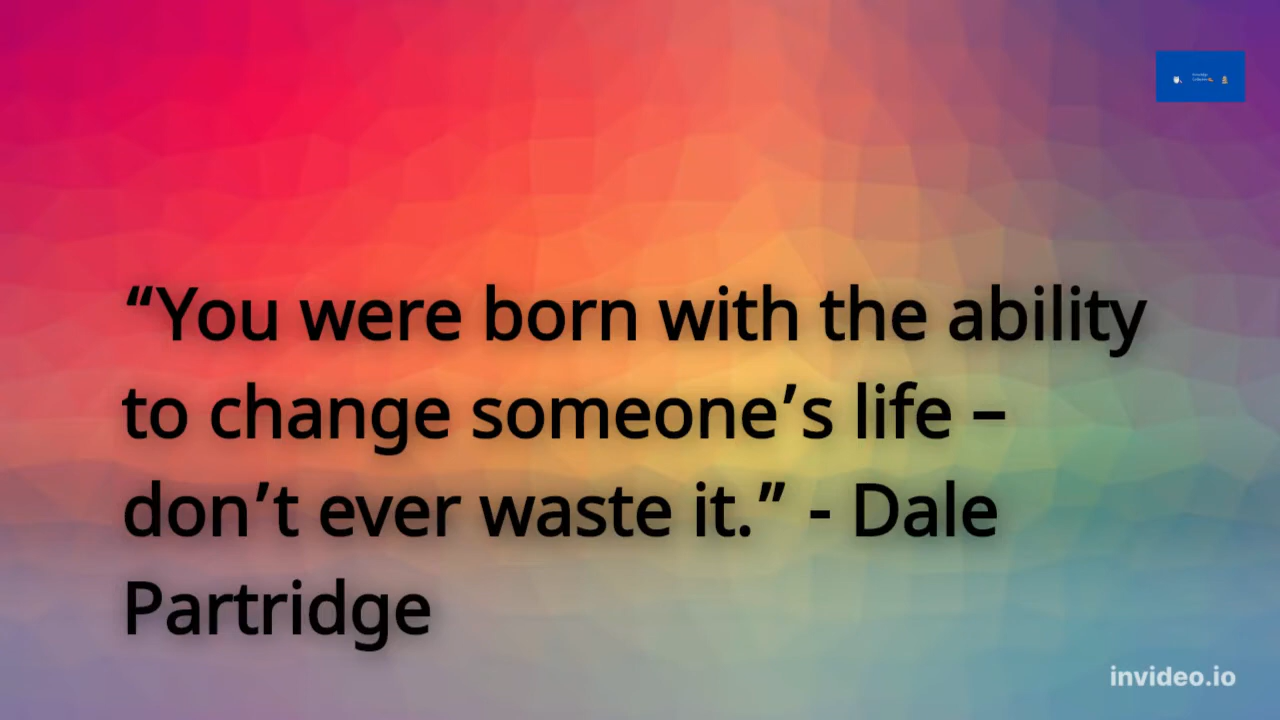 “You were born with the ability
to change someone’s life –
don’t ever waste it.” - Dale
Partridge
invideo.io